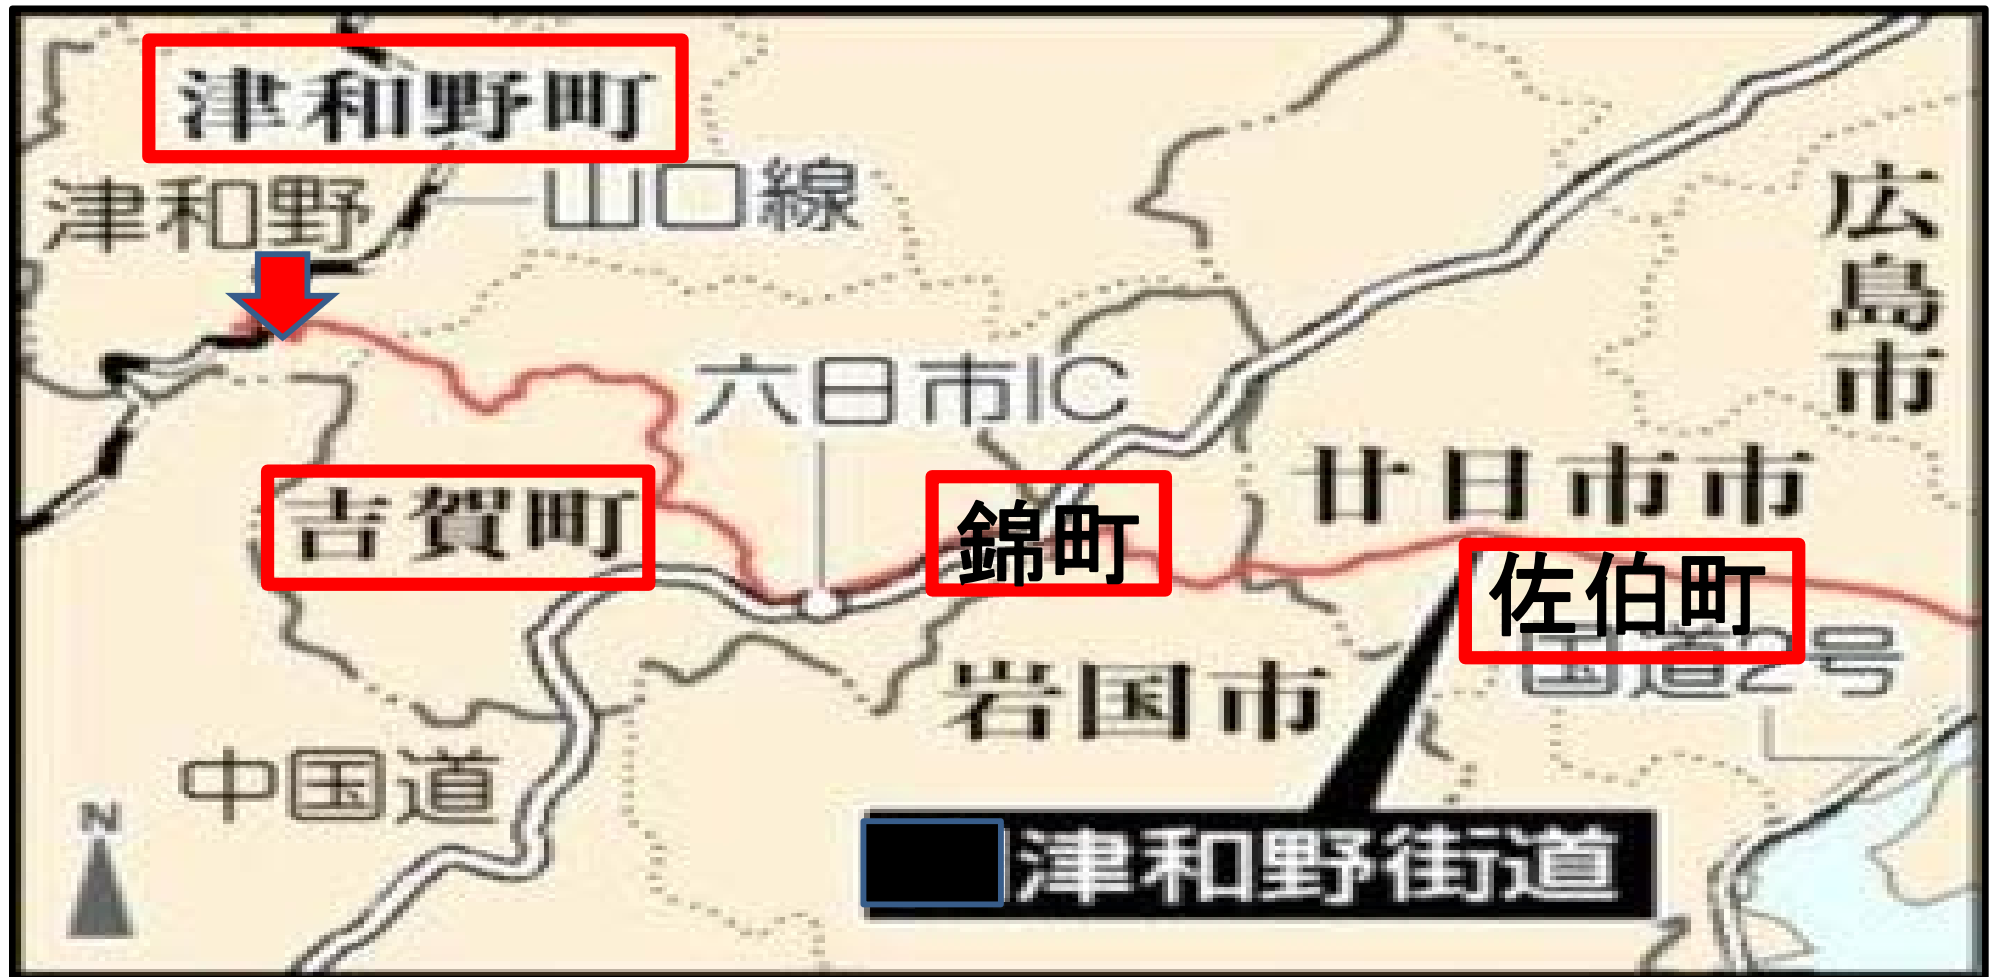 津和野町
津和野
山口線
広島市
六日市IC
廿日市市
吉賀町
錦町
佐伯町
国道2号
岩国市
中国道
N
津和野街道